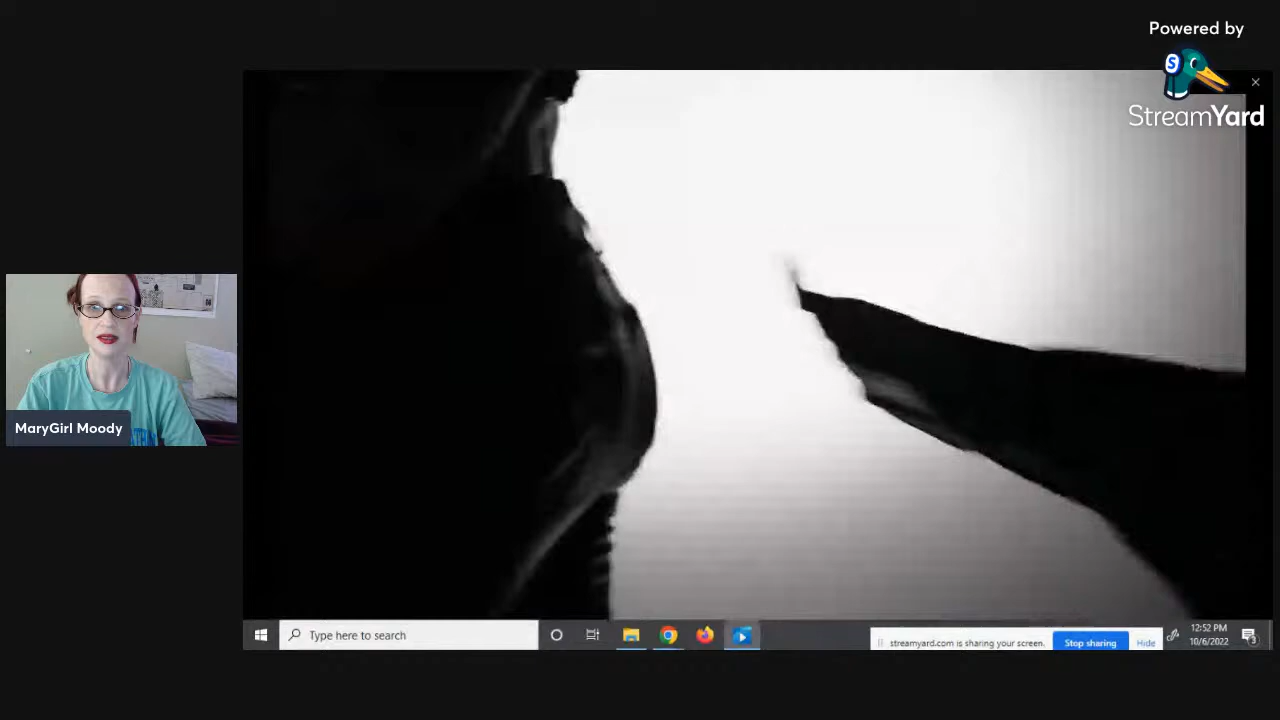 Powered by
S
StreamYard
MaryGirl Moody
Type here to search
streamyard.com is sharing your screen.
Stop sharing
Hide
12:52 PM
10/6/2022
3